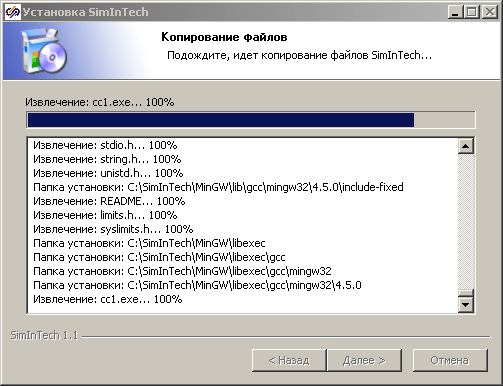 Установка SimInTech
Копирование файлов
Подождите, идет копирование файлов SimInTech...
Извлечение: cc1.exe... 100%
Извлечение: stdio.h... 100%
Извлечение: string.h... 100%
Извлечение: unistd.h... 100%
Папка установки: C:\SimInTech\MinGW\lib\gcc\mingw32\4.5.0\include-fixed
Извлечение: README... 100%
Извлечение: limits.h... 100%
Извлечение: syslimits.h... 100%
Папка установки: C:\SimInTech\MinGW\libexec
Папка установки: C:\SimInTech\MinGW\libexec\gcc
Папка установки: C:\SimInTech\MinGW\libexec\gcc\mingw32
Папка установки: C:\SimInTech\MinGW\libexec\gcc\mingw32\4.5.0
Извлечение: cc1.exe... 100%
SimInTech 1.1
< Назад Далее > Отмена